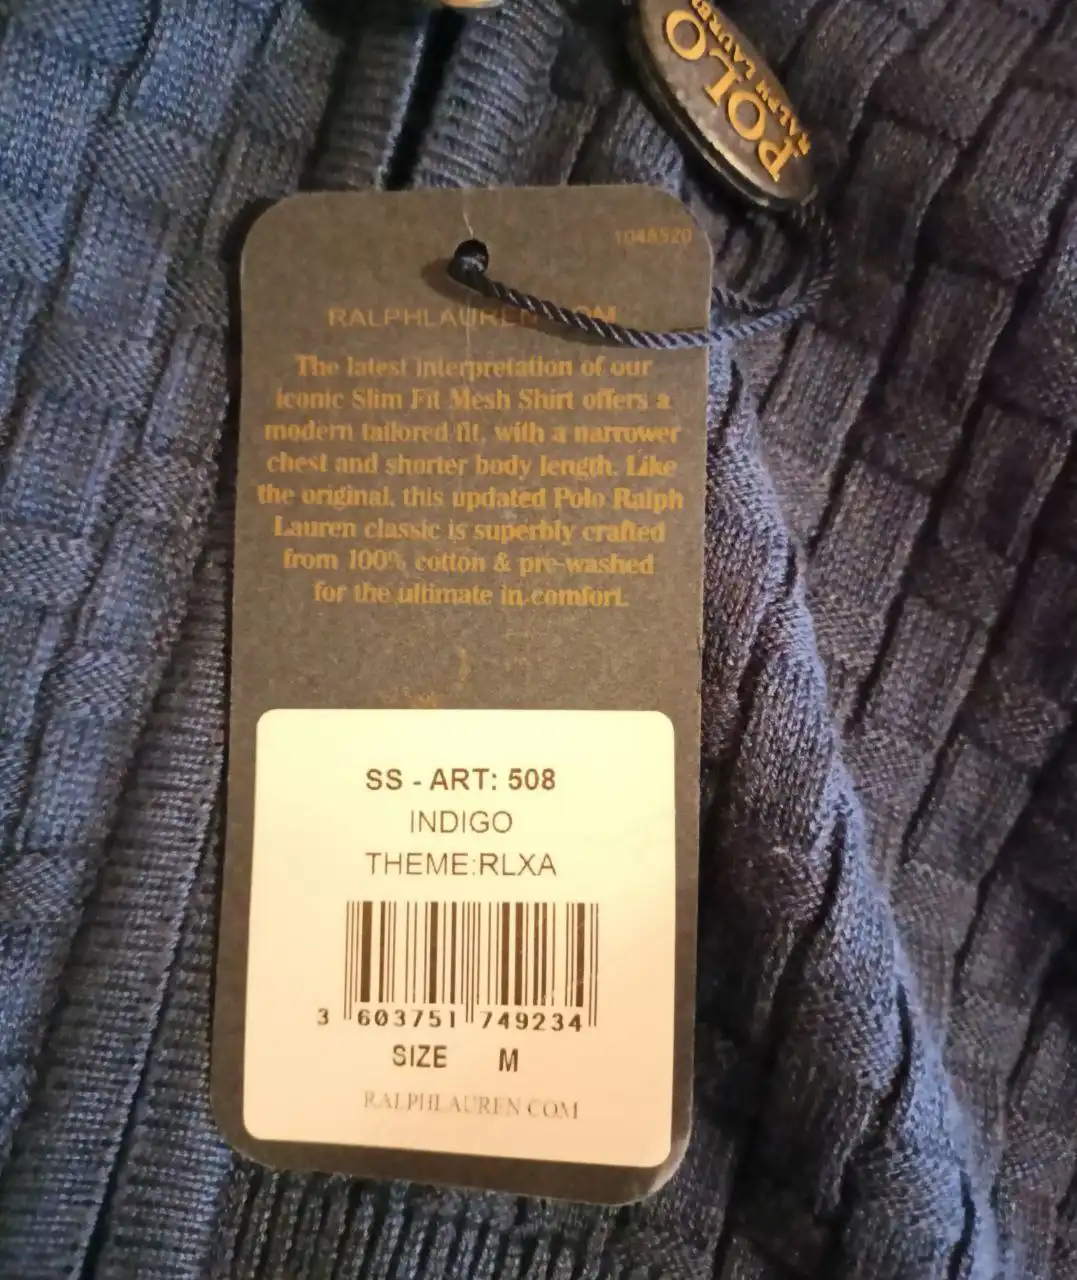 POLO
RALPH LAUREN
1048520
RALPHLAUREN.COM
The latest interpretation of our
iconic Slim Fit Mesh Shirt offers a
modern tailored fit, with a narrower
chest and shorter body length. Like
the original, this updated Polo Ralph
Lauren classic is superbly crafted
from 100% cotton & pre-washed
for the ultimate in comfort.
SS - ART: 508
INDIGO
THEME:RLXA
3 603751 749234
SIZE M
RALPHLAUREN COM